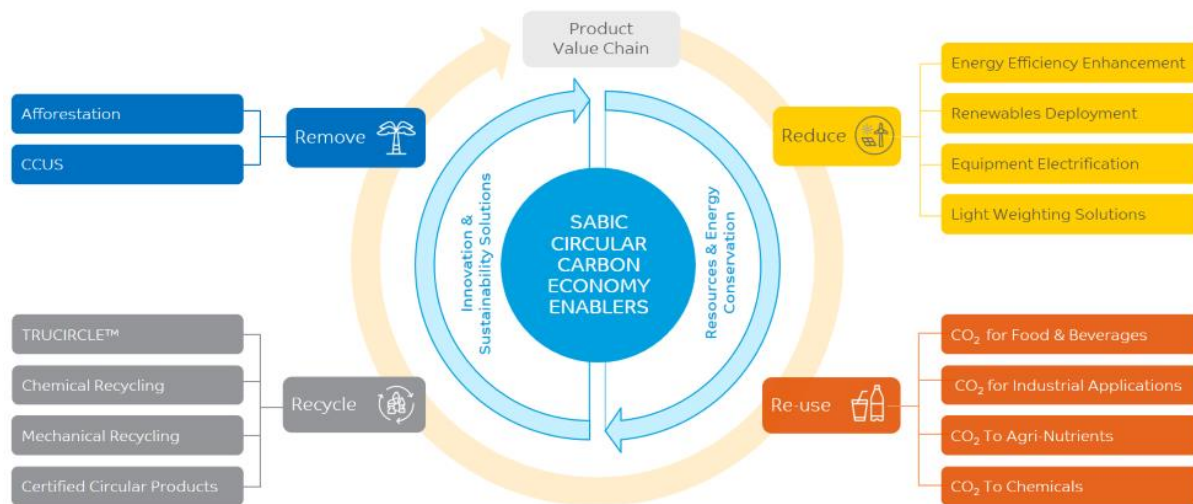 Product
Value Chain
Afforestation
CCUS
Remove
Reduce
Energy Efficiency Enhancement
Renewables Deployment
Equipment Electrification
Light Weighting Solutions
Innovation &
Sustainability Solutions
SABIC
CIRCULAR
CARBON
ECONOMY
ENABLERS
Resources & Energy
Conservation
TRUCIRCLE™
Chemical Recycling
Mechanical Recycling
Certified Circular Products
Recycle
Re-use
CO₂ for Food & Beverages
CO₂ for Industrial Applications
CO₂ To Agri-Nutrients
CO₂ To Chemicals